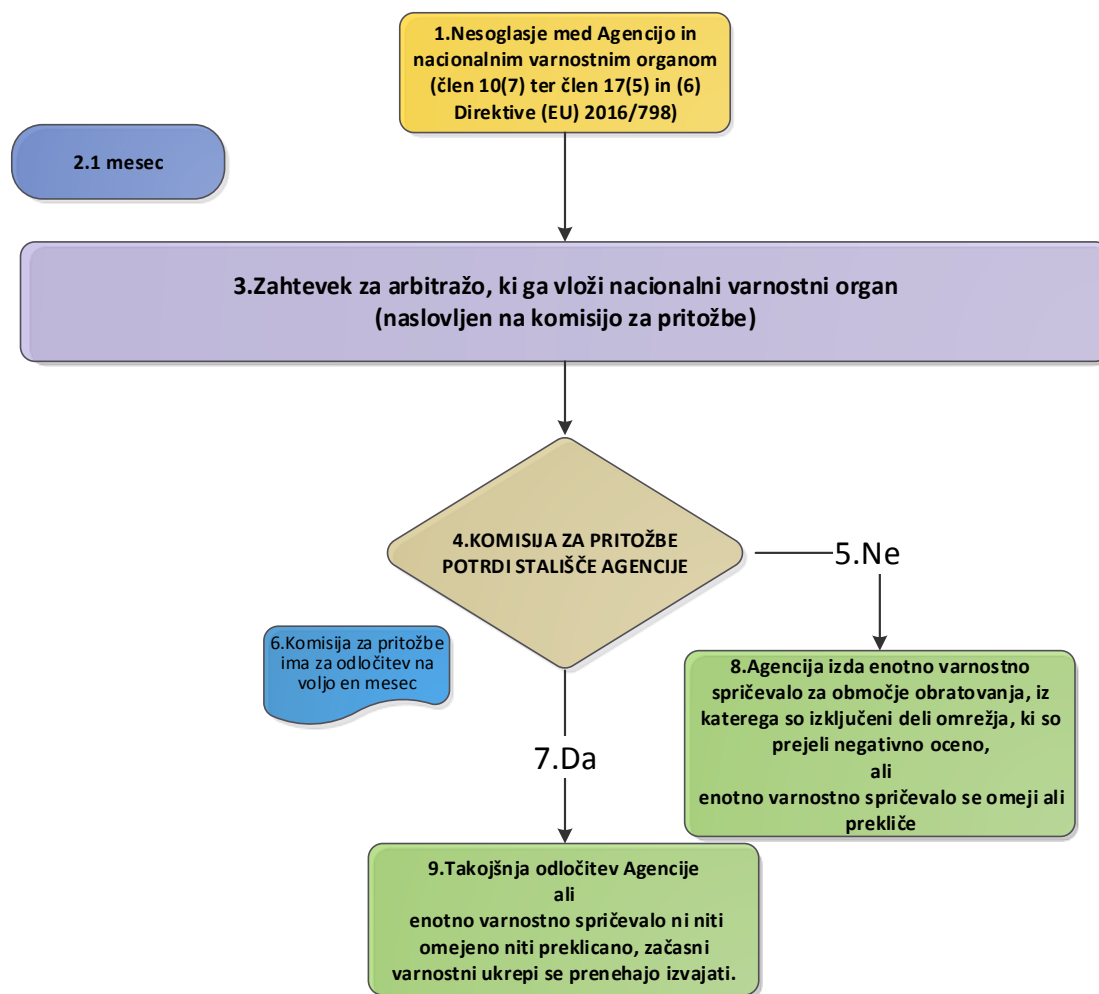 1.Nesoglasje med Agencijo in
nacionalnim varnostnim organom
(člen 10(7) ter člen 17(5) in (6)
Direktive (EU) 2016/798)
2.1 mesec
3.Zahtevek za arbitražo, ki ga vloži nacionalni varnostni organ
(naslovljen na komisijo za pritožbe)
4.KOMISIJA ZA PRITOŽBE
POTRDI STALIŠČE AGENCIJE
5.Ne
6.Komisija za pritožbe
ima za odločitev na
voljo en mesec
7.Da
8.Agencija izda enotno varnostno
spričevalo za območje obratovanja, iz
katerega so izključeni deli omrežja, ki so
prejeli negativno oceno,
ali
enotno varnostno spričevalo se omeji ali
prekliče
9.Takojšnja odločitev Agencije
ali
enotno varnostno spričevalo ni niti
omejeno niti preklicano, začasni
varnostni ukrepi se prenehajo izvajati.